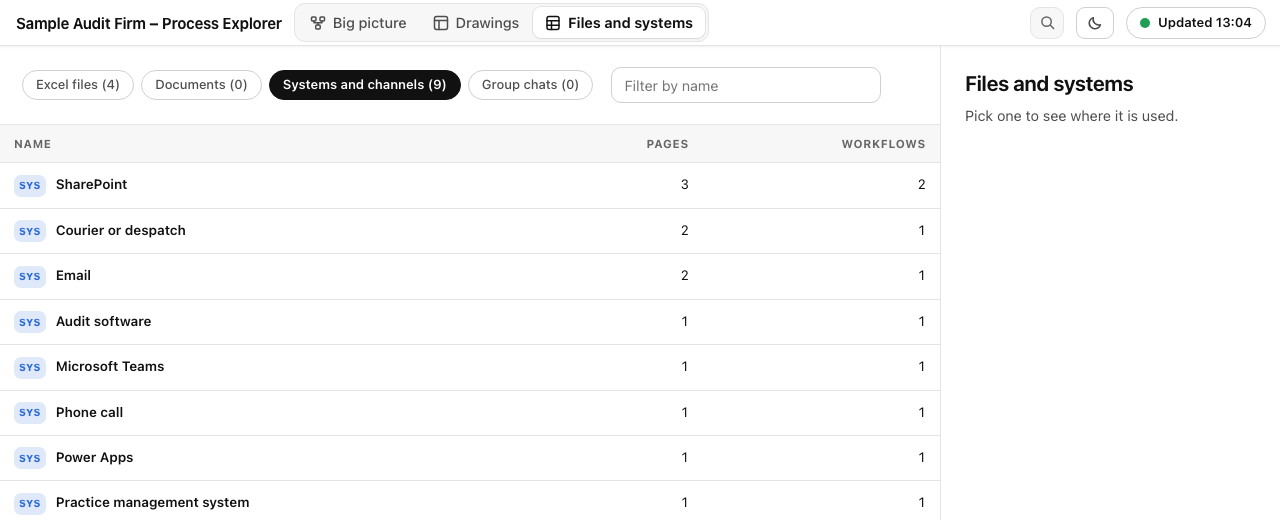 Sample Audit Firm – Process Explorer
Big picture
Drawings
Files and systems
Updated 13:04
Excel files (4)
Documents (0)
Systems and channels (9)
Group chats (0)
Filter by name
Files and systems
Pick one to see where it is used.
NAME PAGES WORKFLOWS
SYS SharePoint 3 2
SYS Courier or despatch 2 1
SYS Email 2 1
SYS Audit software 1 1
SYS Microsoft Teams 1 1
SYS Phone call 1 1
SYS Power Apps 1 1
SYS Practice management system 1 1